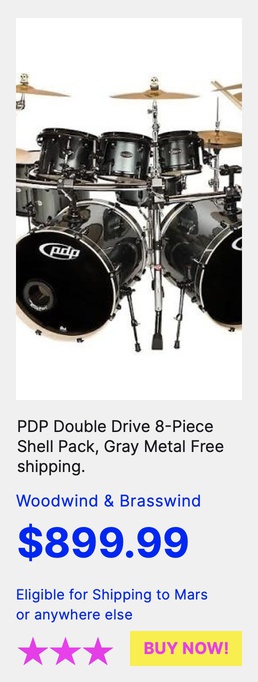 pdp
PDP Double Drive 8-Piece
Shell Pack, Gray Metal Free
shipping.
Woodwind & Brasswind
$899.99
Eligible for Shipping to Mars
or anywhere else
BUY NOW!